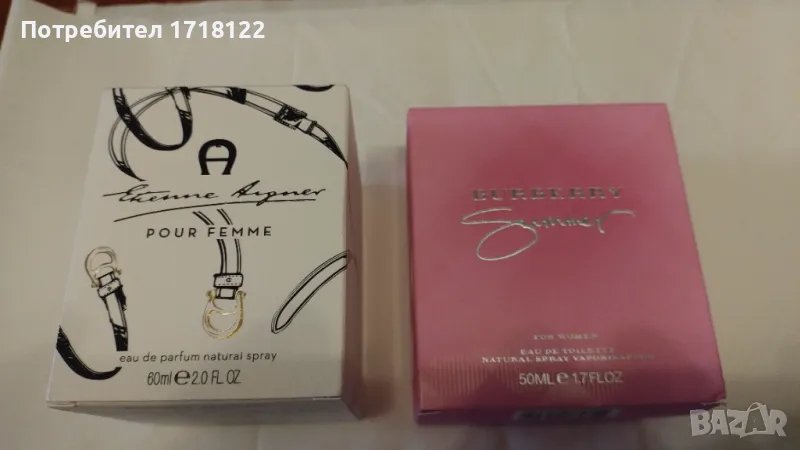 Потребител 1718122
A
Etienne Aigner
POUR FEMME
eau de parfum natural spray
60ml e 2.0 FL OZ
BURBERRY
Summer
FOR WOMEN
EAU DE TOILETTE
NATURAL SPRAY VAPORISATEUR
50ML e 1.7FLOZ
BAZAR